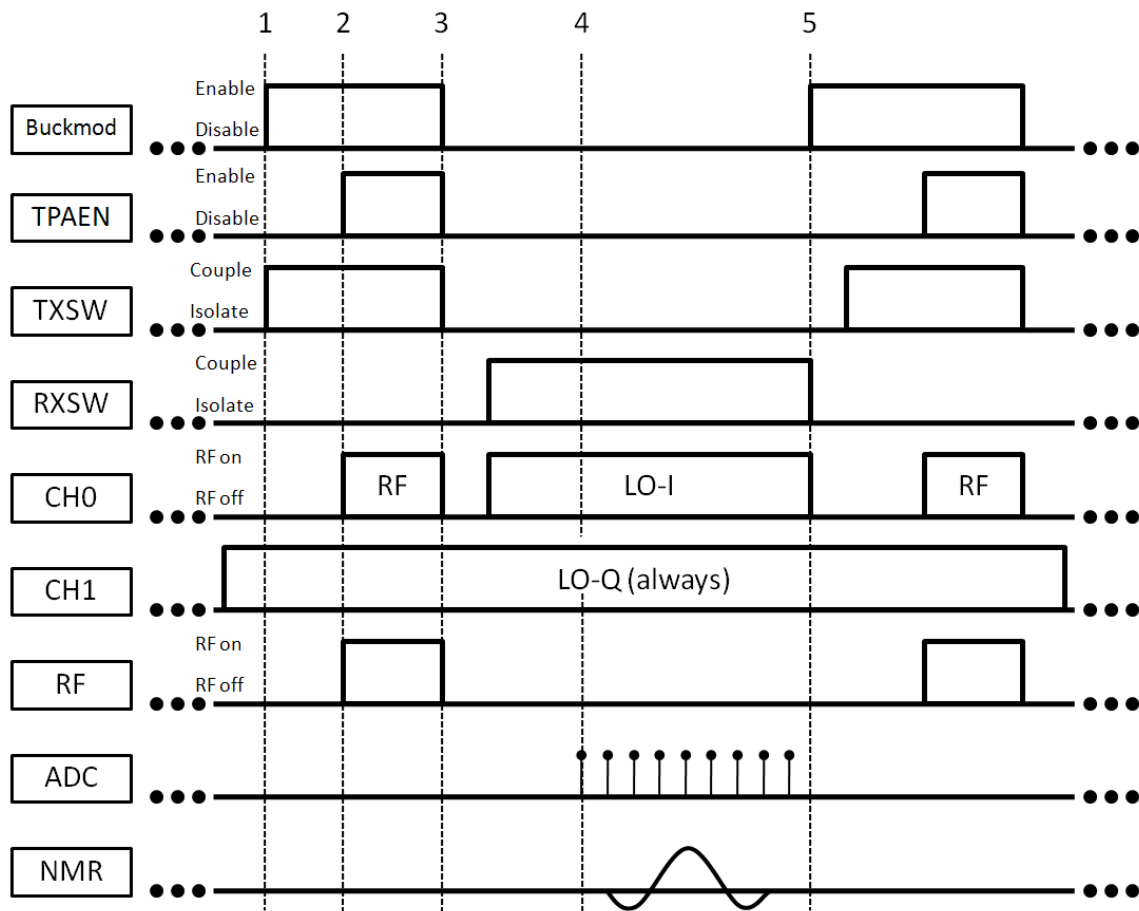 1 2 3 4 5
Enable
Buckmod
Disable
Enable
TPAEN
Disable
Couple
TXSW
Isolate
Couple
RXSW
Isolate
RF on
CH0
RF
LO-I
RF
RF off
CH1
LO-Q (always)
RF on
RF
RF off
ADC
NMR